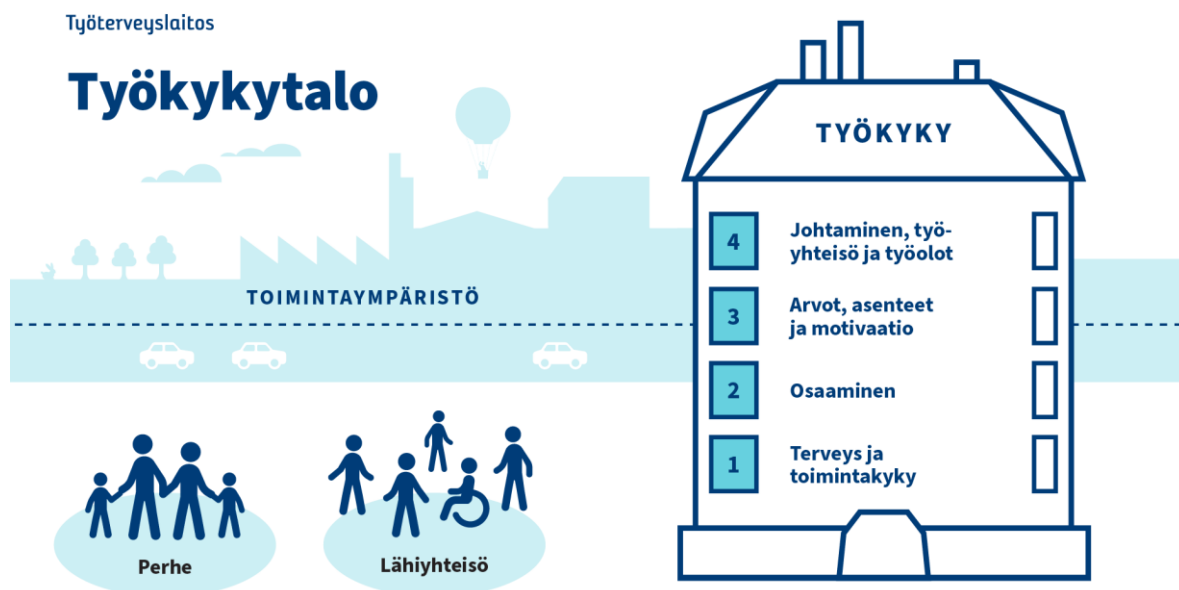 Työterveyslaitos
Työkykytalo
TYÖKYKY
4
Johtaminen, työ-
yhteisö ja työolot
3
Arvot, asenteet
ja motivaatio
2
Osaaminen
1
Terveys ja
toimintakyky
TOIMINTAYMPÄRISTÖ
Perhe
Lähiyhteisö